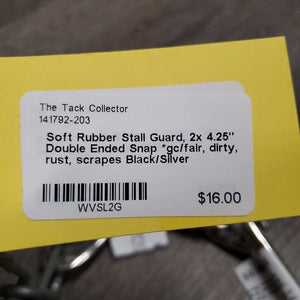 The Tack Collector
141792-203
Soft Rubber Stall Guard, 2x 4.25"
Double Ended Snap *gc/fair, dirty,
rust, scrapes Black/Silver
WVSL2G
$16.00